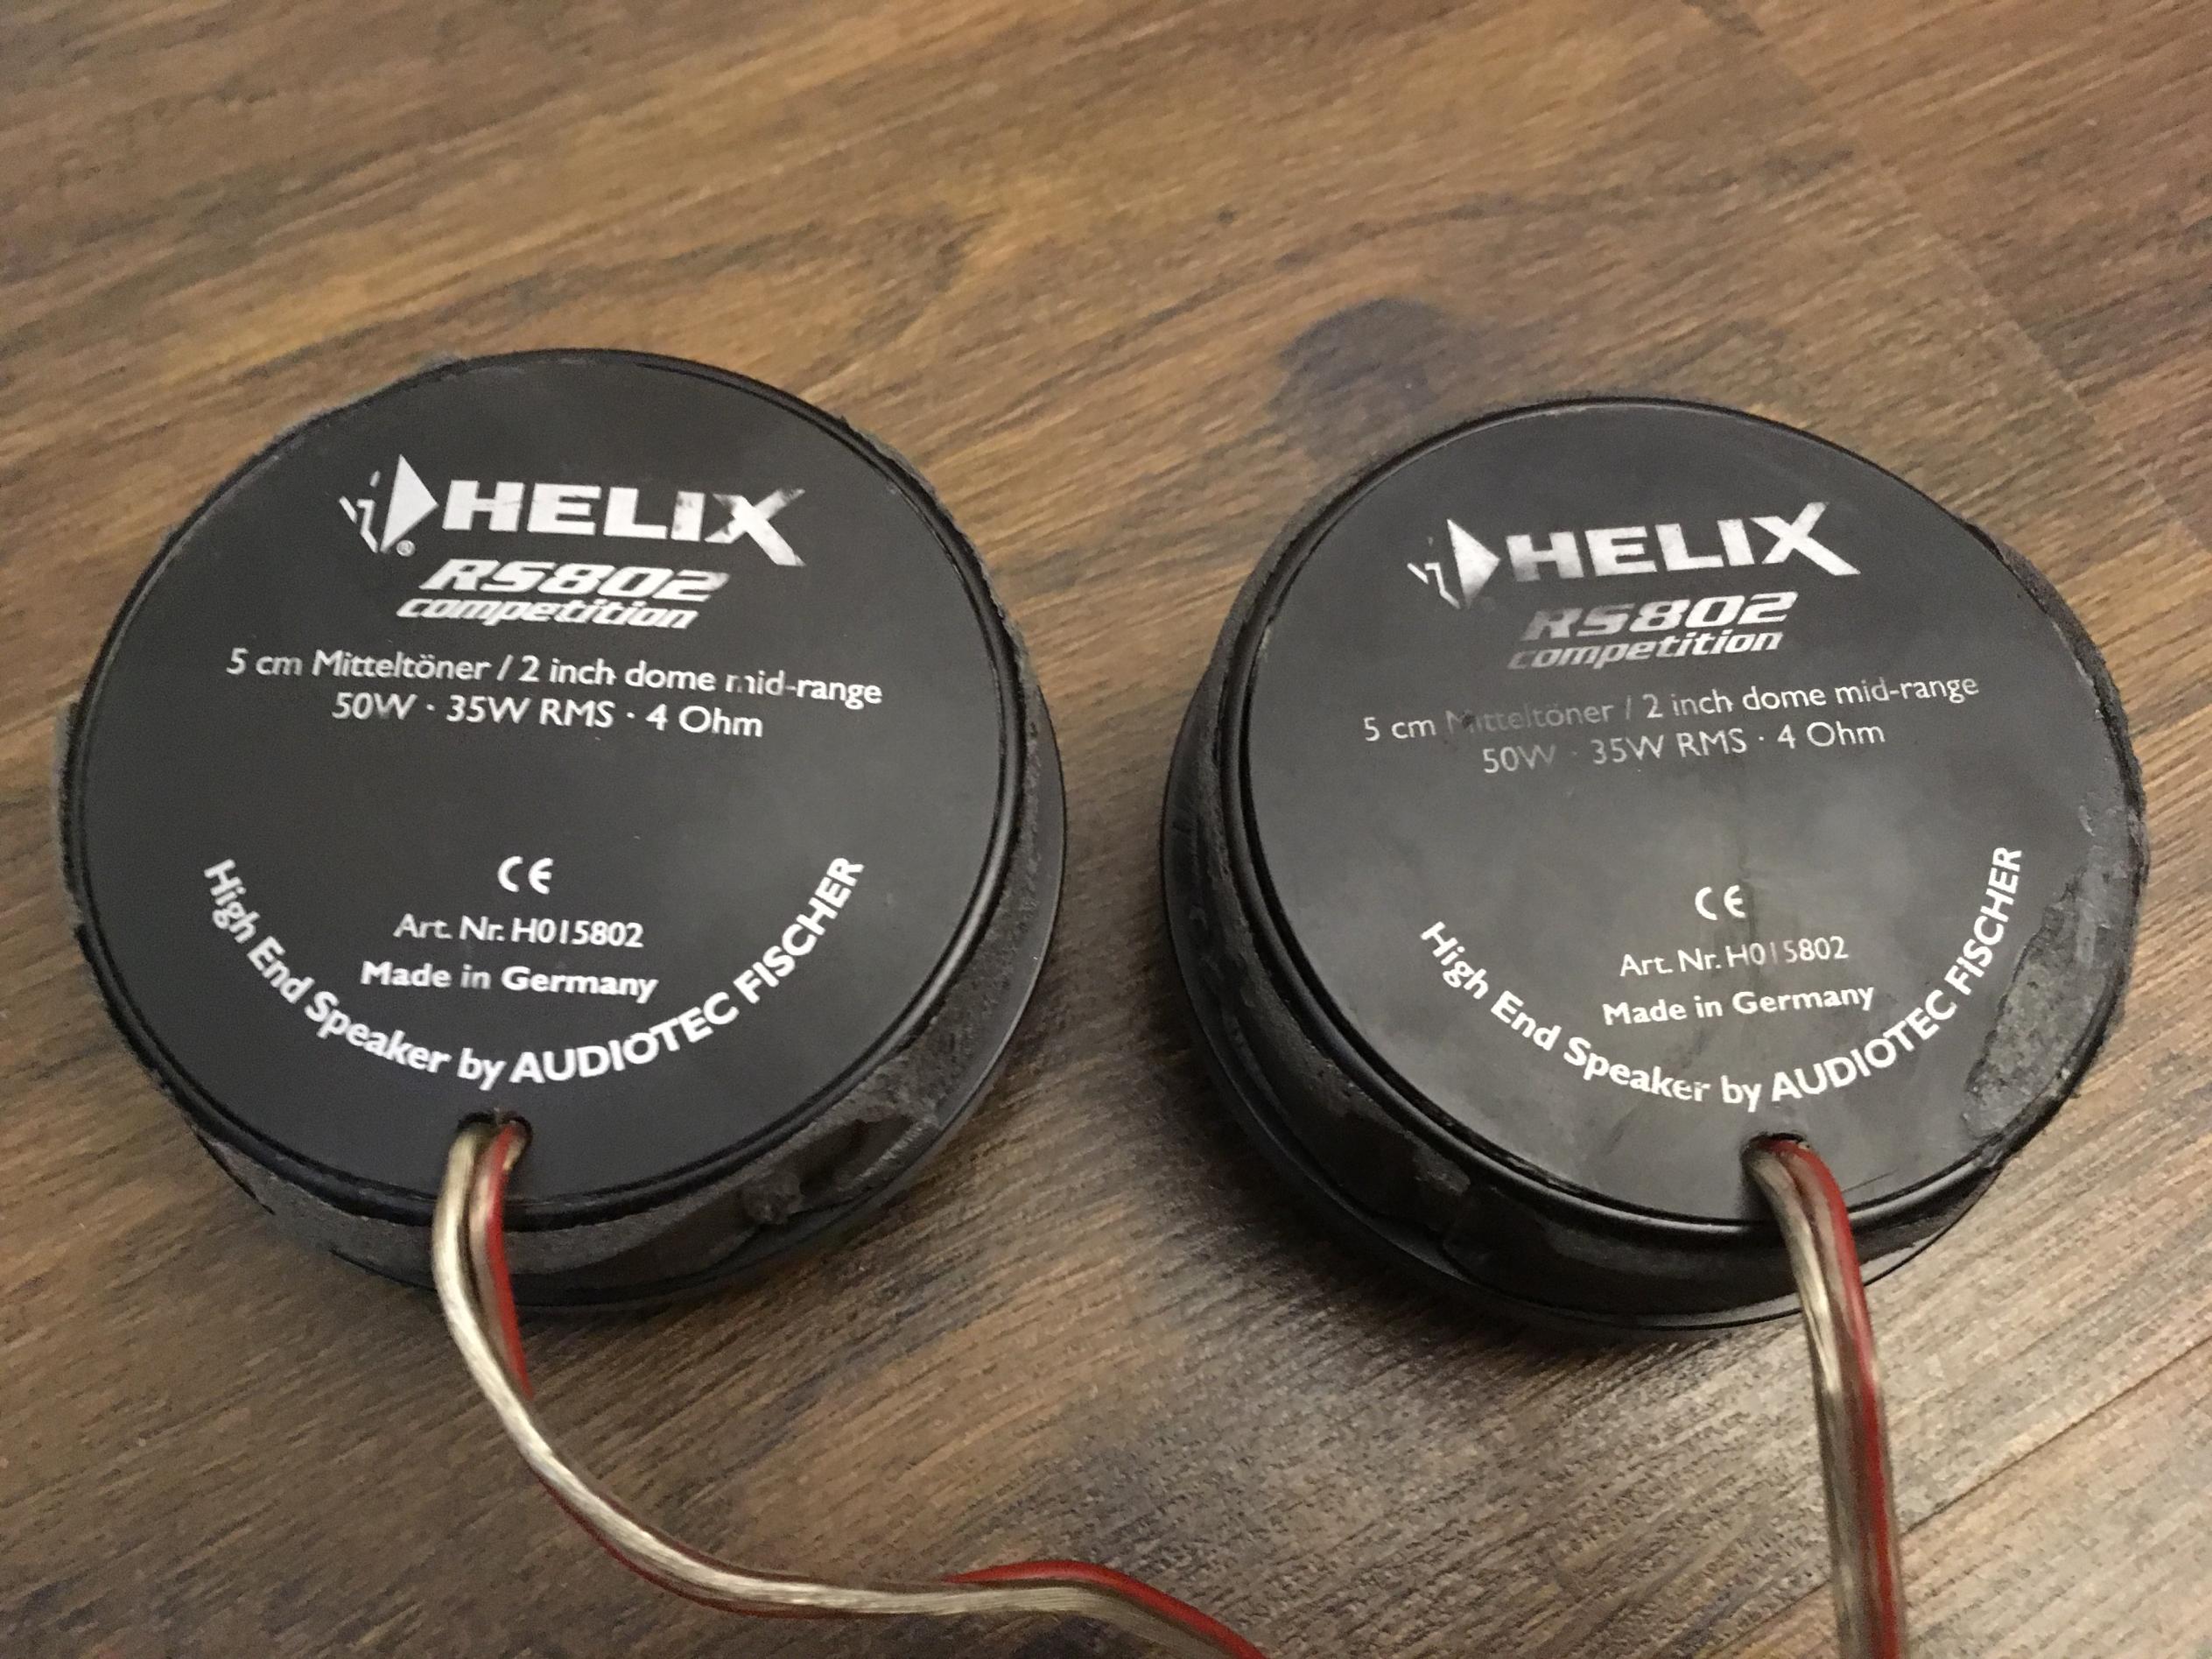 HELIX
RS802
competition
5 cm Mitteltöner / 2 inch dome mid-range
50W · 35W RMS · 4 Ohm
CE
Art. Nr. H015802
Made in Germany
High End Speaker by AUDIOTEC FISCHER
HELIX
RS802
competition
5 cm Mitteltöner / 2 inch dome mid-range
50W · 35W RMS · 4 Ohm
CE
Art. Nr. H015802
Made in Germany
High End Speaker by AUDIOTEC FISCHER